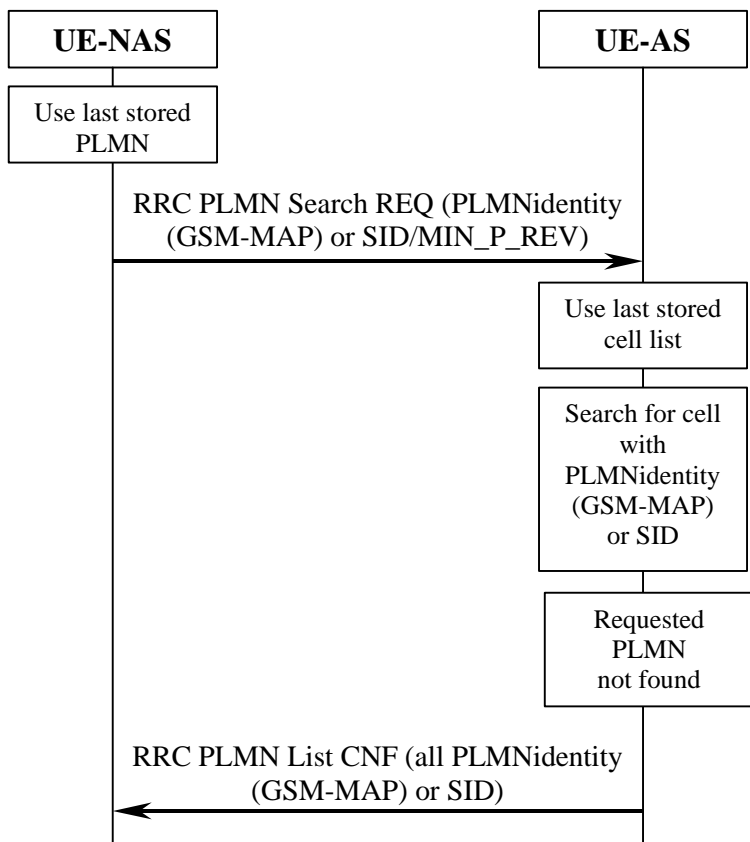 UE-NAS
UE-AS
Use last stored
PLMN
RRC PLMN Search REQ (PLMNidentity
(GSM-MAP) or SID/MIN_P_REV)
Use last stored
cell list
Search for cell
with
PLMNidentity
(GSM-MAP)
or SID
Requested
PLMN
not found
RRC PLMN List CNF (all PLMNidentity
(GSM-MAP) or SID)